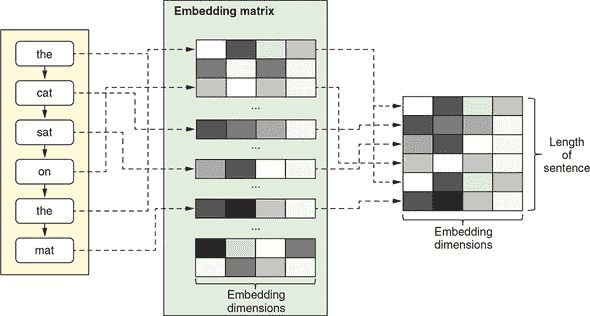 Embedding matrix
the
cat
sat
on
the
mat
...
...
...
...
Embedding
dimensions
Embedding
dimensions
Length
of
sentence